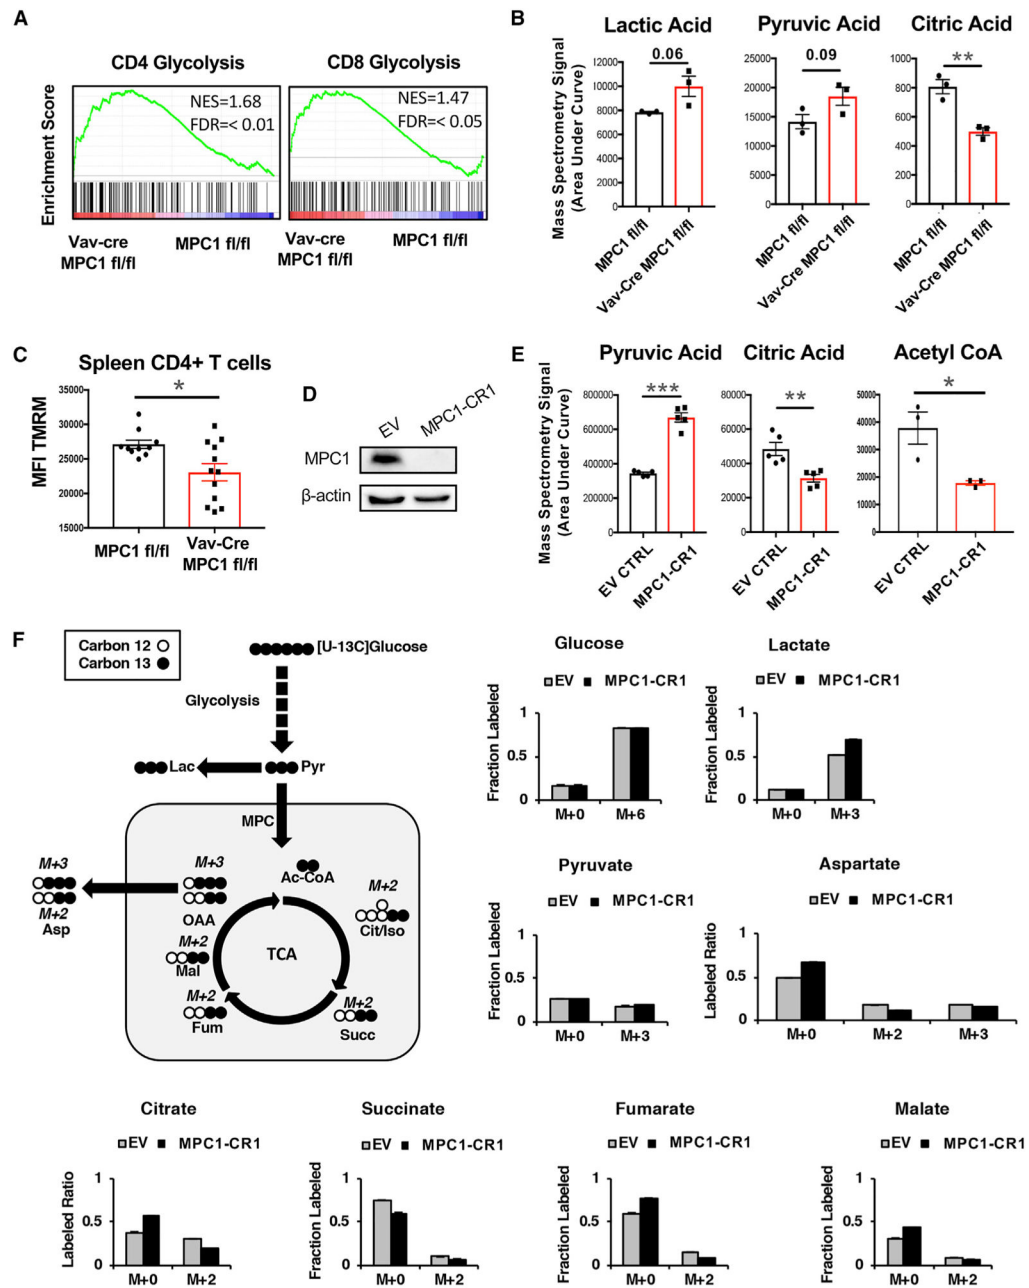 A
CD4 Glycolysis
CD8 Glycolysis
Enrichment Score
NES=1.68
FDR=< 0.01
NES=1.47
FDR=< 0.05
Vav-cre
MPC1 fl/fl
MPC1 fl/fl
Vav-cre
MPC1 fl/fl
MPC1 fl/fl
B
Mass Spectrometry Signal
(Area Under Curve)
Lactic Acid
0.06
12000
10000
8000
6000
4000
2000
0
MPC1 fl/fl
Vav-Cre MPC1 fl/fl
Pyruvic Acid
0.09
25000
20000
15000
10000
5000
0
MPC1 fl/fl
Vav-Cre MPC1 fl/fl
Citric Acid
**
1000
800
600
400
200
0
MPC1 fl/fl
Vav-Cre MPC1 fl/fl
C
Spleen CD4+ T cells
*
MFI TMRM
35000
30000
25000
20000
15000
MPC1 fl/fl
Vav-Cre
MPC1 fl/fl
D
EV
MPC1-CR1
MPC1
β-actin
E
Mass Spectrometry Signal
(Area Under Curve)
Pyruvic Acid
***
800000
600000
400000
200000
0
EV CTRL
MPC1-CR1
Citric Acid
**
80000
60000
40000
20000
0
EV CTRL
MPC1-CR1
Acetyl CoA
*
50000
40000
30000
20000
10000
0
EV CTRL
MPC1-CR1
F
Carbon 12
Carbon 13
[U-13C]Glucose
Glycolysis
Lac
Pyr
MPC
Ac-CoA
M+2
Cit/Iso
M+2
Succ
M+2
Fum
M+2
Mal
M+3
OAA
TCA
M+3
M+2
Asp
Glucose
EV MPC1-CR1
Fraction Labeled
1
0.5
0
M+0 M+6
Lactate
EV MPC1-CR1
Fraction Labeled
1
0.5
0
M+0 M+3
Pyruvate
EV MPC1-CR1
Fraction Labeled
1
0.5
0
M+0 M+3
Aspartate
EV MPC1-CR1
Labeled Ratio
1
0.5
0
M+0 M+2 M+3
Citrate
EV MPC1-CR1
Labeled Ratio
1
0.5
0
M+0 M+2
Succinate
EV MPC1-CR1
Fraction Labeled
1
0.5
0
M+0 M+2
Fumarate
EV MPC1-CR1
Fraction Labeled
1
0.5
0
M+0 M+2
Malate
EV MPC1-CR1
Fraction Labeled
1
0.5
0
M+0 M+2